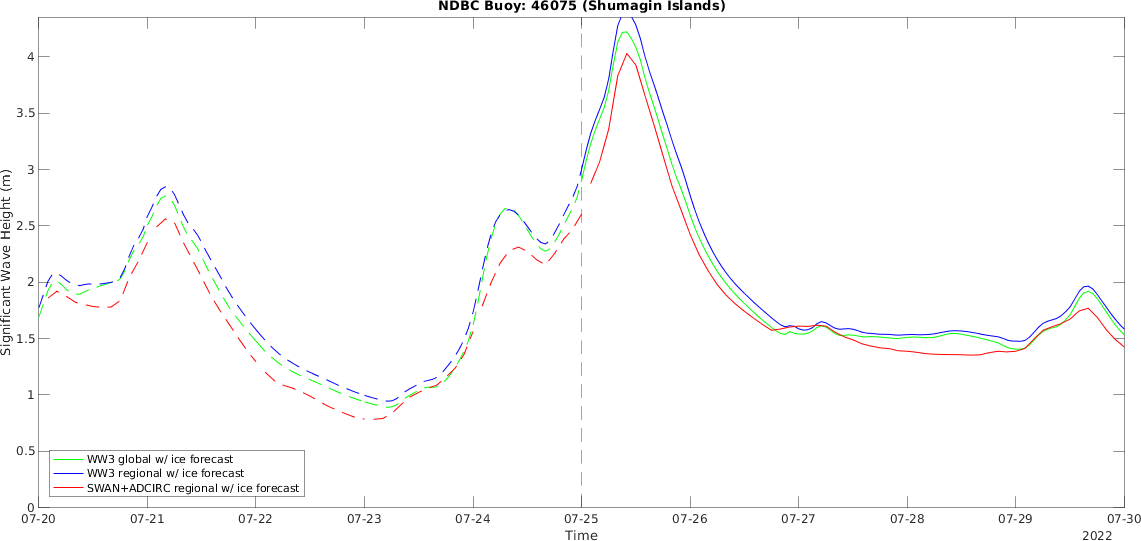 NDBC Buoy: 46075 (Shumagin Islands)
Significant Wave Height (m)
4
3.5
3
2.5
2
1.5
1
0.5
0
WW3 global w/ ice forecast
WW3 regional w/ ice forecast
SWAN+ADCIRC regional w/ ice forecast
07-20 07-21 07-22 07-23 07-24 07-25 07-26 07-27 07-28 07-29 07-30
Time
2022